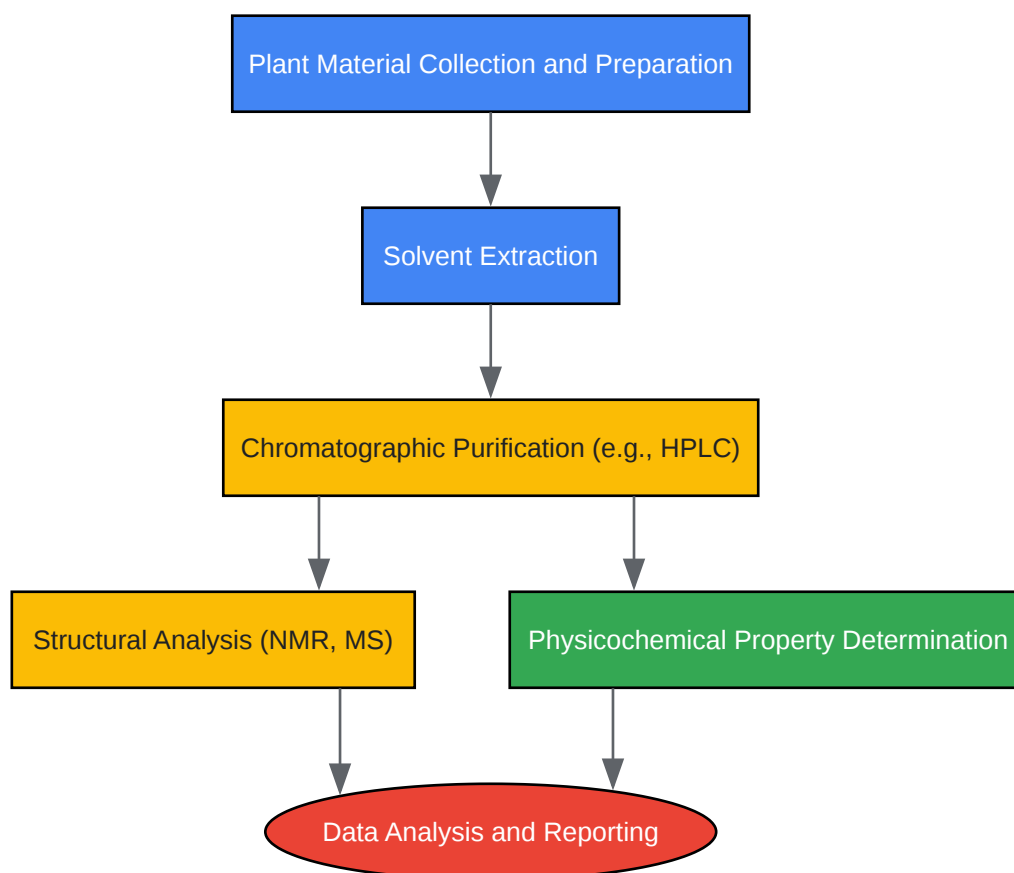 Plant Material Collection and Preparation
Solvent Extraction
Chromatographic Purification (e.g., HPLC)
Structural Analysis (NMR, MS)
Physicochemical Property Determination
Data Analysis and Reporting